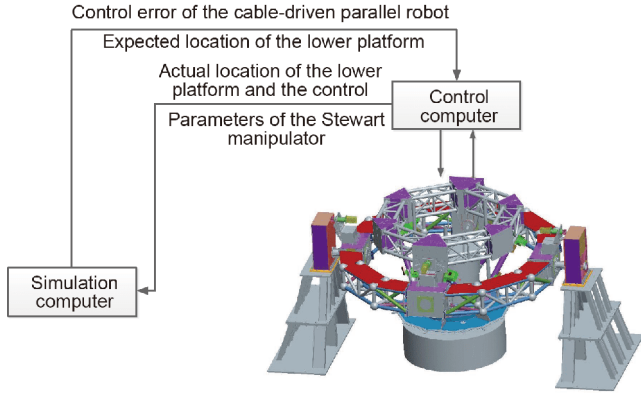 Control error of the cable-driven parallel robot
Expected location of the lower platform
Actual location of the lower
platform and the control
Parameters of the Stewart
manipulator
Control
computer
Simulation
computer